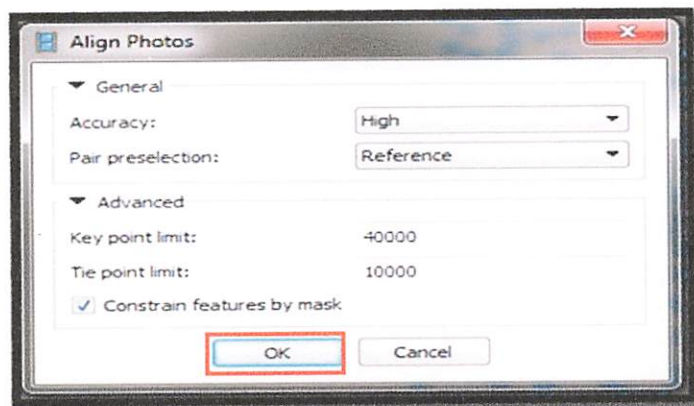 Align Photos
General
Accuracy: High
Pair preselection: Reference
Advanced
Key point limit: 40000
Tie point limit: 10000
Constrain features by mask
OK Cancel